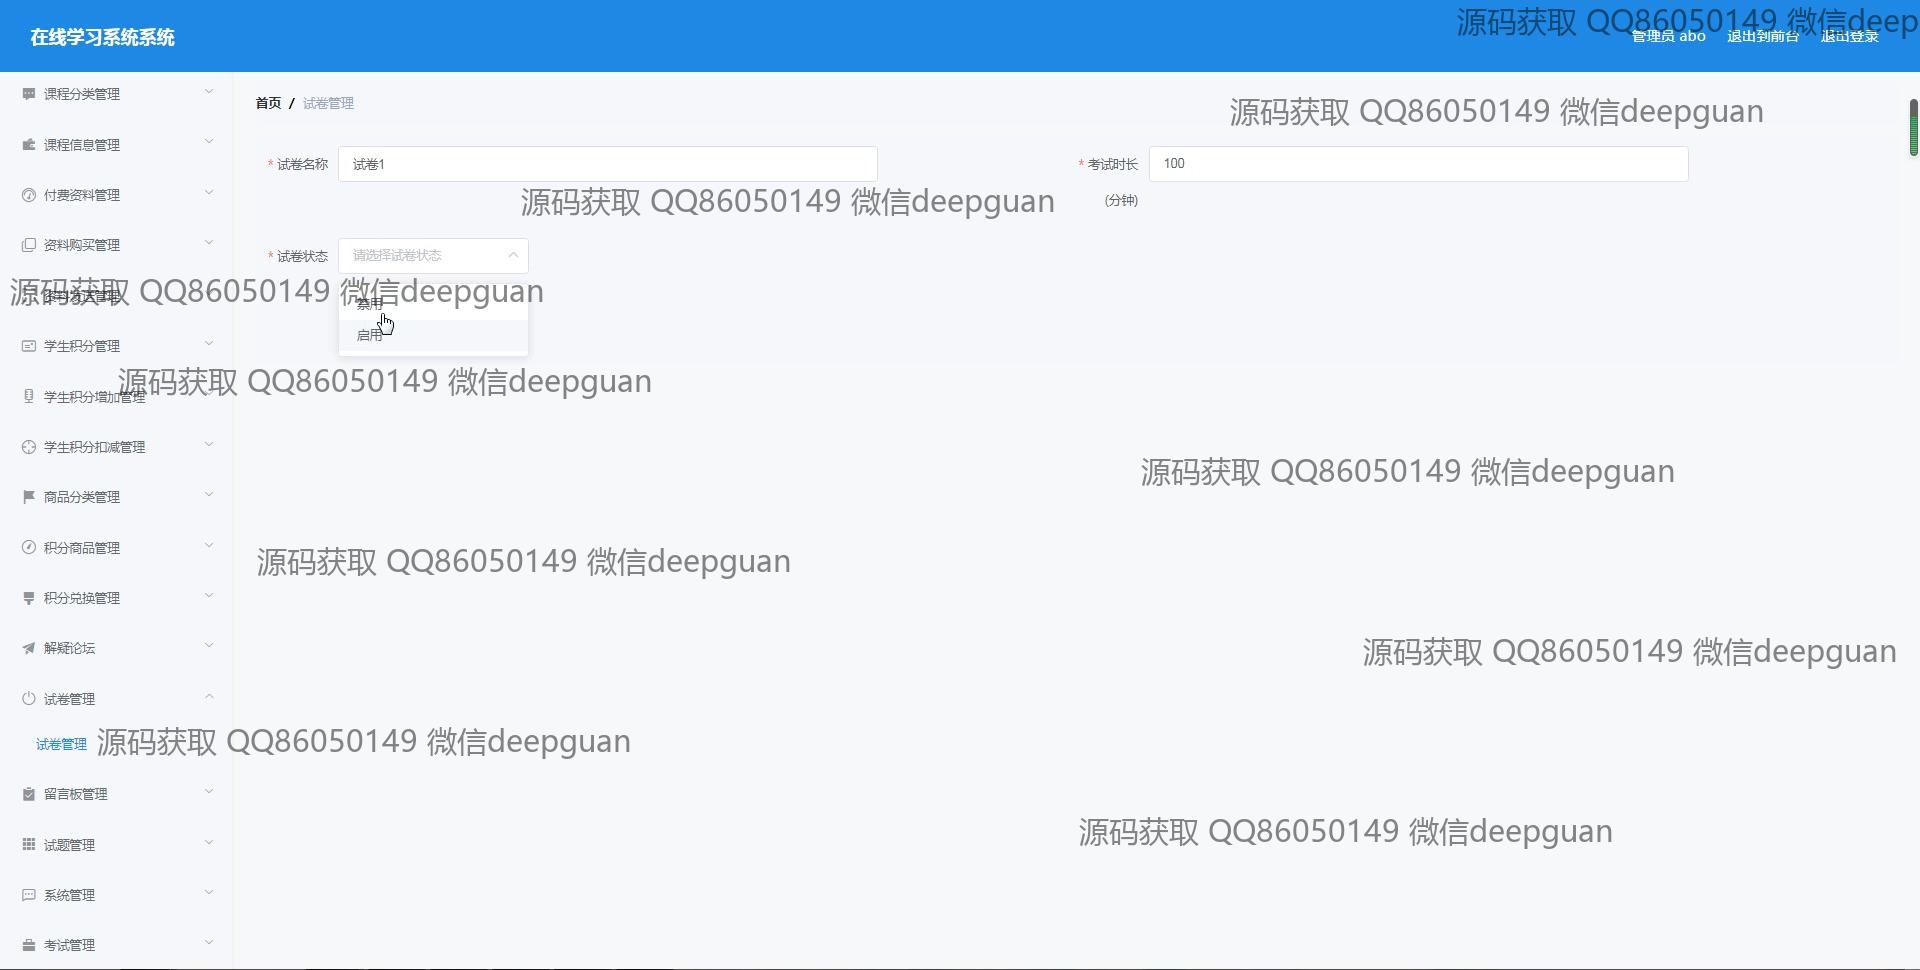 在线学习系统系统
源码获取 QQ86050149 微信deep
管理员 abo 退出到前台 退出登录
课程分类管理
首页 / 试卷管理
源码获取 QQ86050149 微信deepguan
课程信息管理
* 试卷名称 试卷1
* 考试时长 100
(分钟)
付费资料管理
源码获取 QQ86050149 微信deepguan
资料购买管理
* 试卷状态 请选择试卷状态
源码获取 QQ86050149 微信deepguan
禁用
启用
学生积分管理
源码获取 QQ86050149 微信deepguan
学生积分增加管理
学生积分扣减管理
源码获取 QQ86050149 微信deepguan
商品分类管理
积分商品管理
源码获取 QQ86050149 微信deepguan
积分兑换管理
解疑论坛
源码获取 QQ86050149 微信deepguan
试卷管理
试卷管理
源码获取 QQ86050149 微信deepguan
留言板管理
源码获取 QQ86050149 微信deepguan
试题管理
系统管理
考试管理